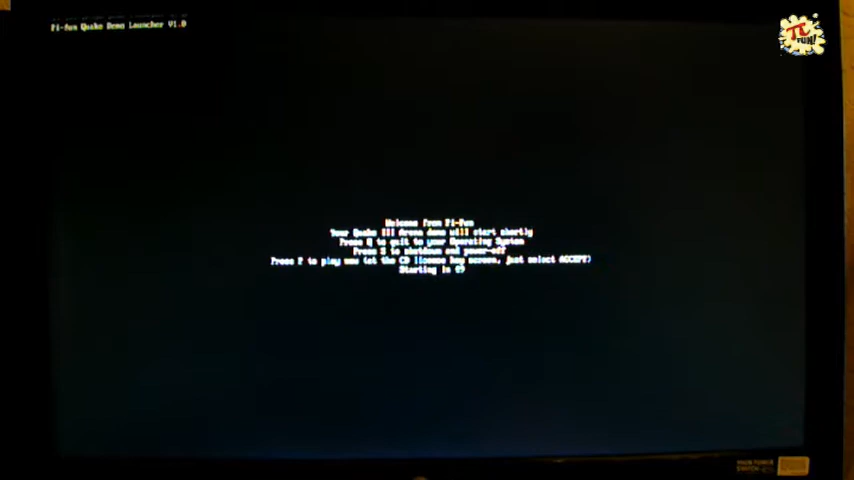 Pi-fun Quake Demo Launcher V1.0
π
FUN!
Welcome from Pi-Fun
Your Quake III Arena demo will start shortly
Press Q to quit to your Operating System
Press S to shutdown and power-off
Press P to play now (at the CD license key screen, just select ACCEPT)
Starting in